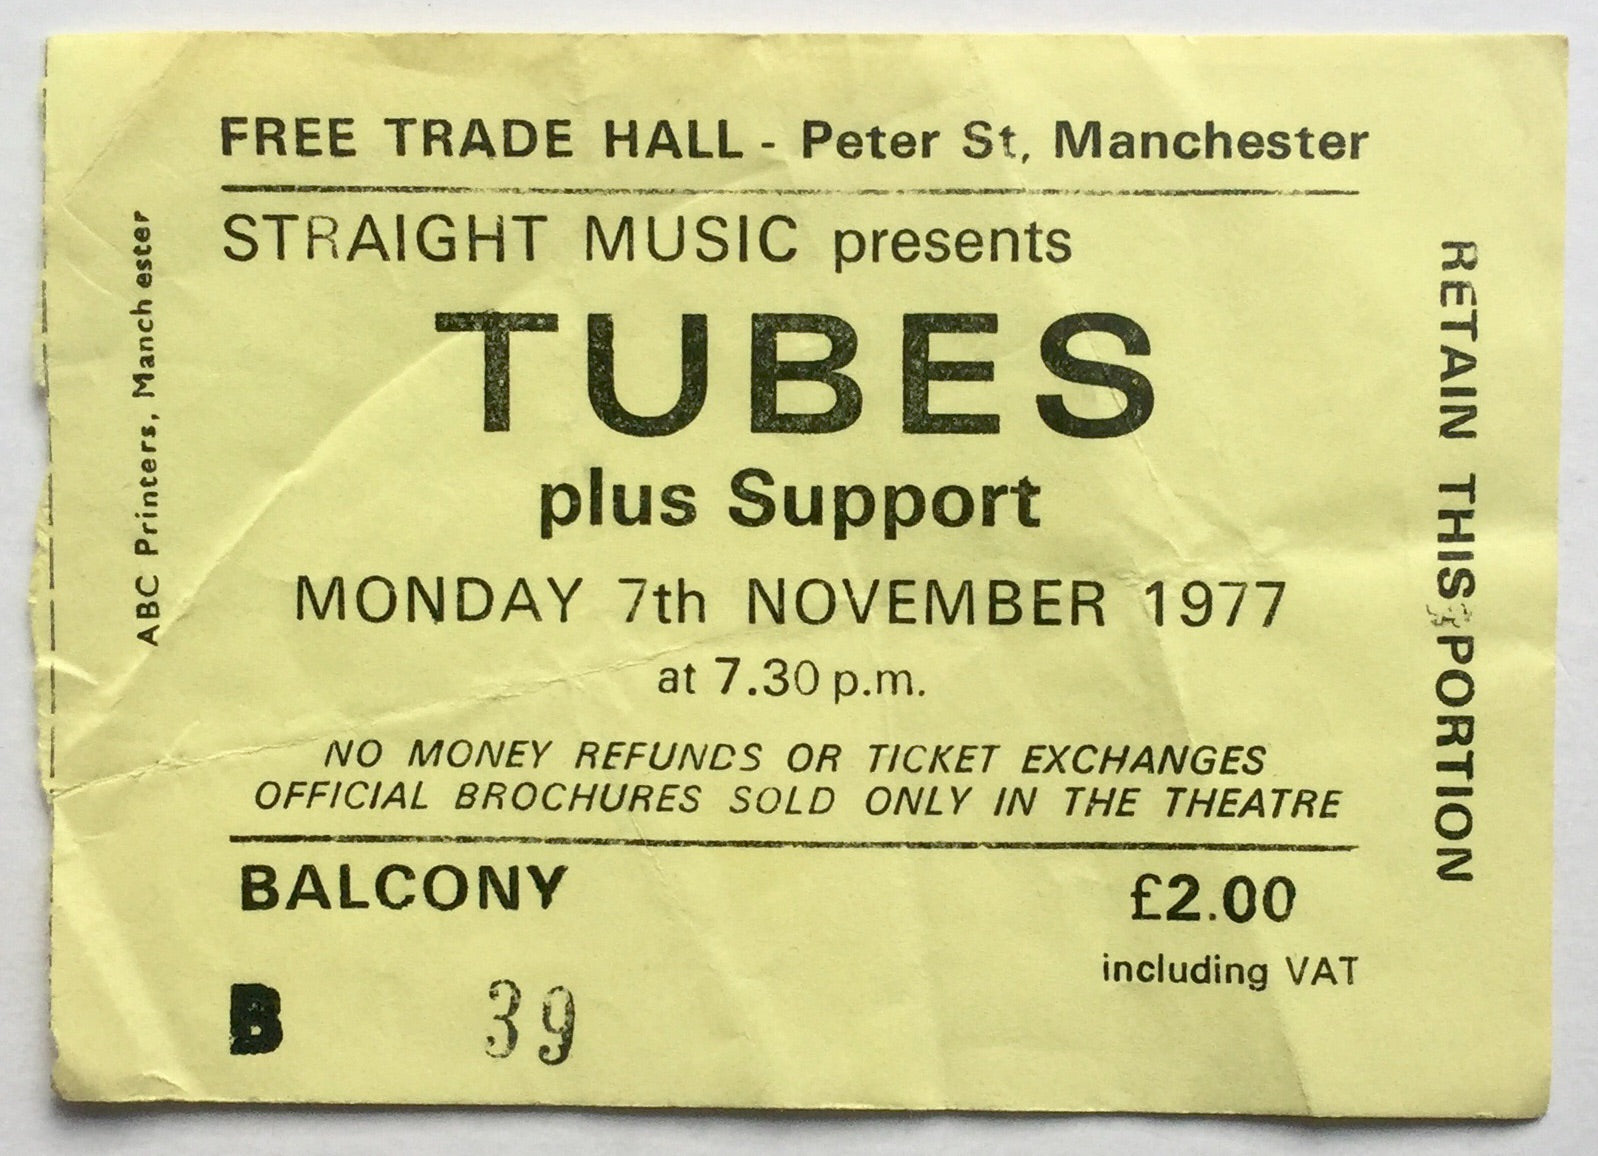 FREE TRADE HALL - Peter St, Manchester
STRAIGHT MUSIC presents
TUBES
plus Support
MONDAY 7th NOVEMBER 1977
at 7.30 p.m.
NO MONEY REFUNDS OR TICKET EXCHANGES
OFFICIAL BROCHURES SOLD ONLY IN THE THEATRE
BALCONY £2.00
including VAT
B 39
ABC Printers, Manchester
RETAIN THIS PORTION